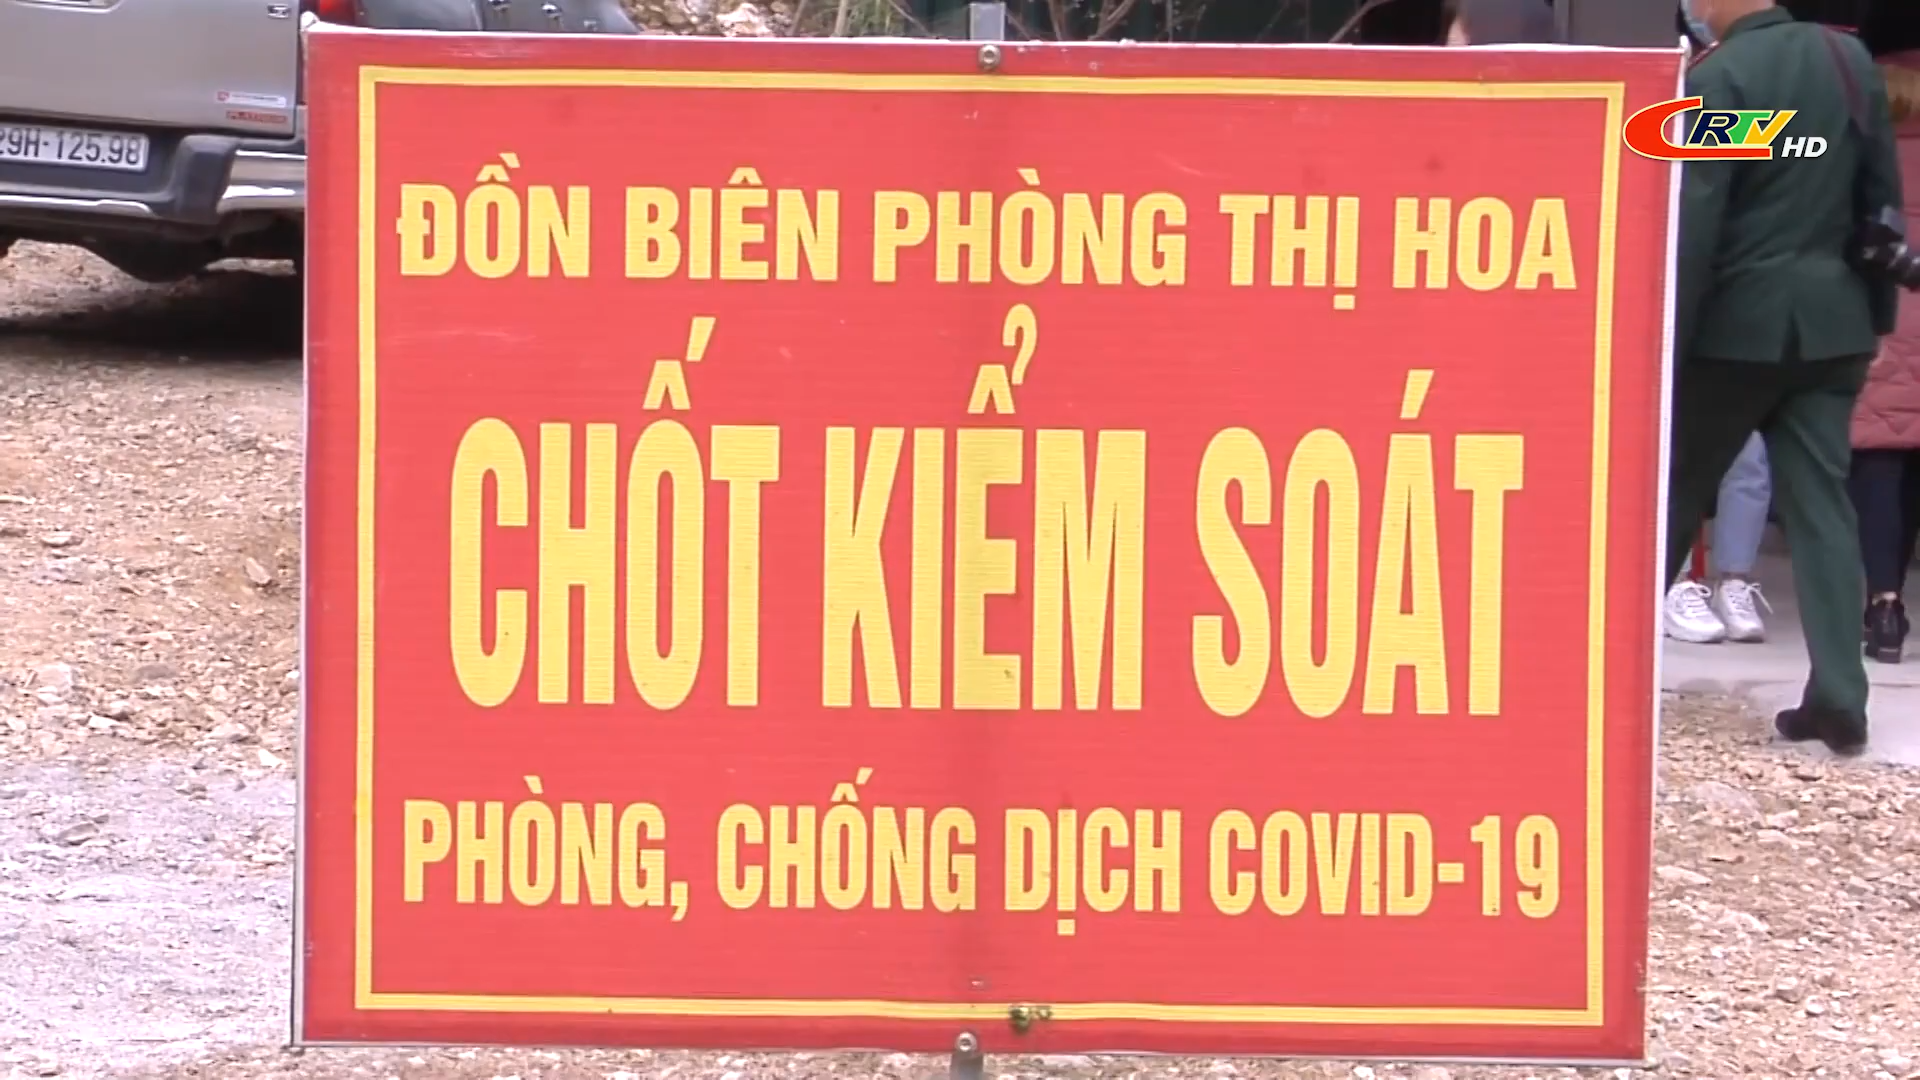 29H-125.98
CRTV HD
ĐỒN BIÊN PHÒNG THỊ HOA
CHỐT KIỂM SOÁT
PHÒNG, CHỐNG DỊCH COVID-19